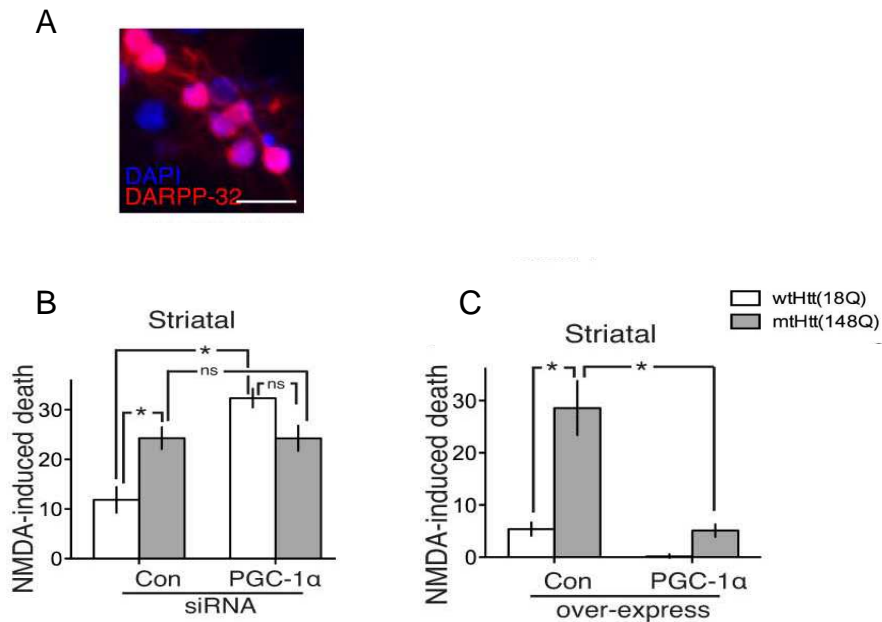 A
DAPI
DARPP-32
B
Striatal
NMDA-induced death
30
20
10
0
*
ns
*
ns
Con PGC-1α
siRNA
C
wtHtt(18Q)
mtHtt(148Q)
Striatal
NMDA-induced death
30
20
10
0
* *
Con PGC-1α
over-express